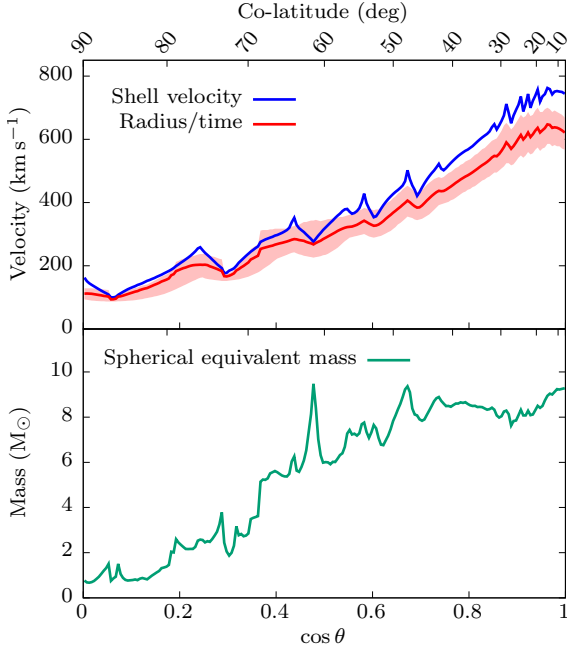 Co-latitude (deg)
90 80 70 60 50 40 30 20 10
800
600
400
200
0
Velocity (km s⁻¹)
Shell velocity
Radius/time
10
8
6
4
2
0
Mass (M☉)
Spherical equivalent mass
0 0.2 0.4 0.6 0.8 1
cos θ